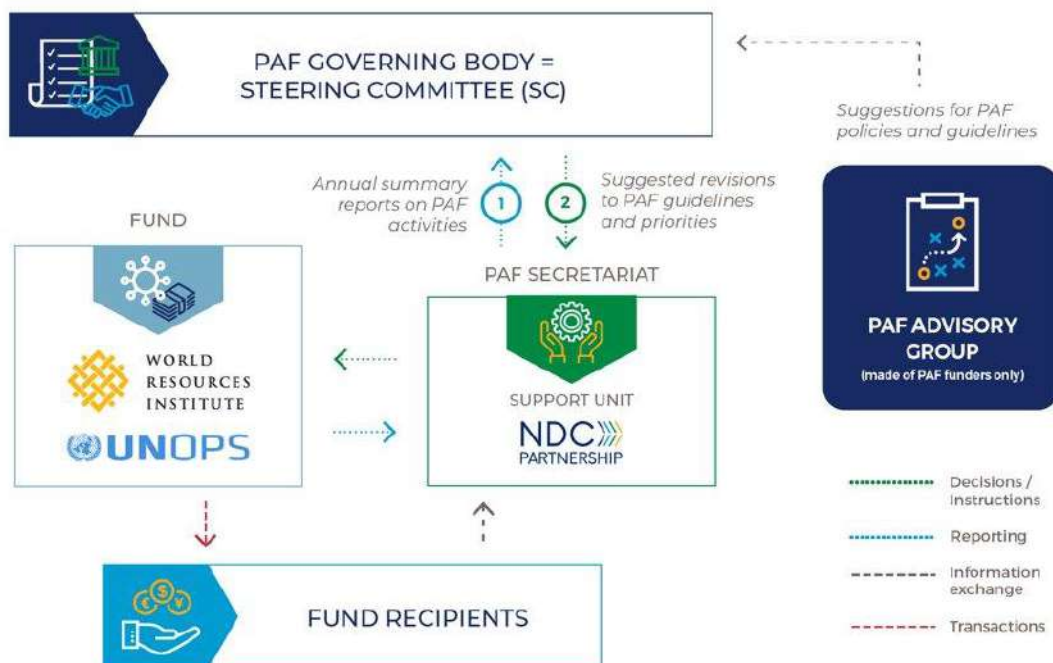 PAF GOVERNING BODY =
STEERING COMMITTEE (SC)
Suggestions for PAF
policies and guidelines
Annual summary
reports on PAF
activities
1
2
Suggested revisions
to PAF guidelines
and priorities
FUND
WORLD
RESOURCES
INSTITUTE
UNOPS
PAF SECRETARIAT
SUPPORT UNIT
NDC
PARTNERSHIP
PAF ADVISORY
GROUP
(made of PAF funders only)
€ $ ¥
FUND RECIPIENTS
Decisions /
Instructions
Reporting
Information
exchange
Transactions